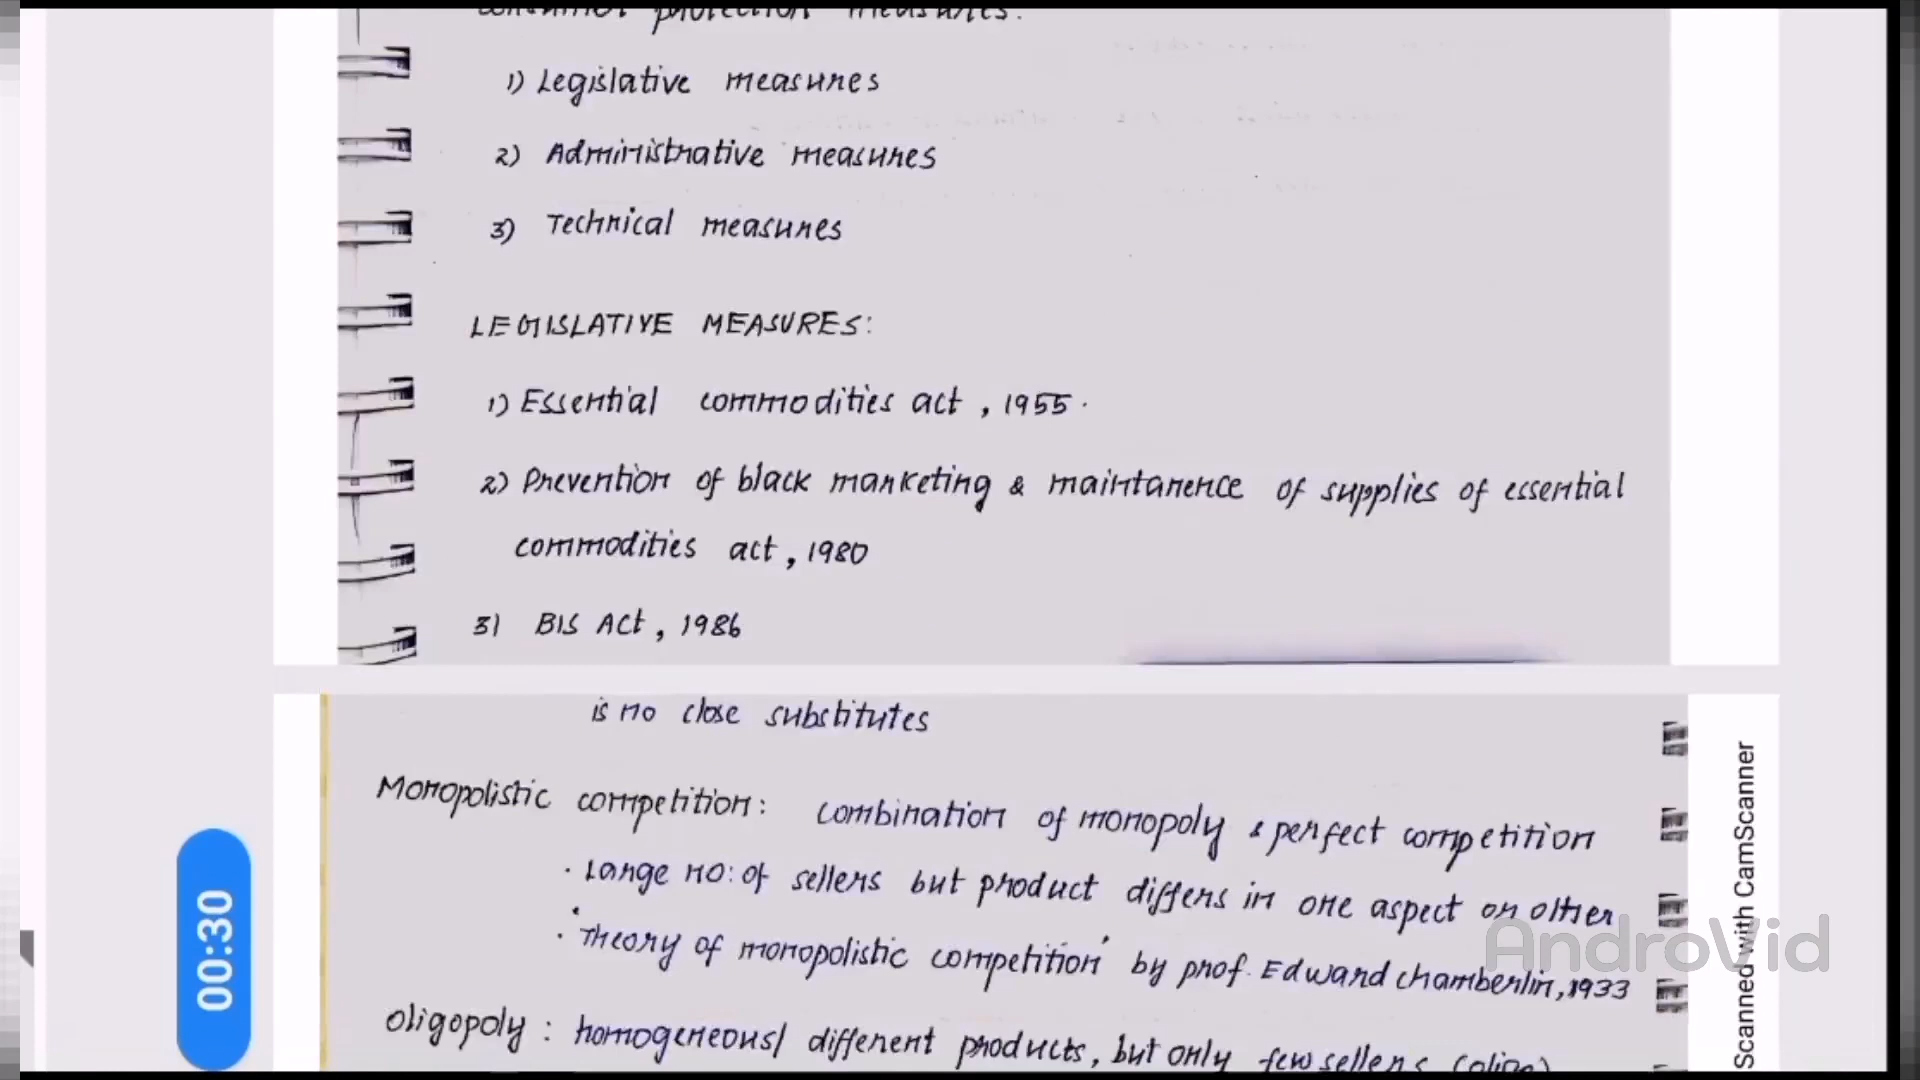 consumer protection measures.
1) Legislative measures
2) Administrative measures
3) Technical measures
LEGISLATIVE MEASURES:
1) Essential commodities act, 1955.
2) Prevention of black marketing & maintanence of supplies of essential
commodities act, 1980
3) BIS Act, 1986
is no close substitutes
Monopolistic competition: combination of monopoly & perfect competition
· Large no: of sellers but product differs in one aspect or other
· 'Theory of monopolistic competition' by prof. Edward chamberlin, 1933
Oligopoly: homogeneous/ different products, but only few sellers (oligo)
Scanned with CamScanner
00:30
AndroVid